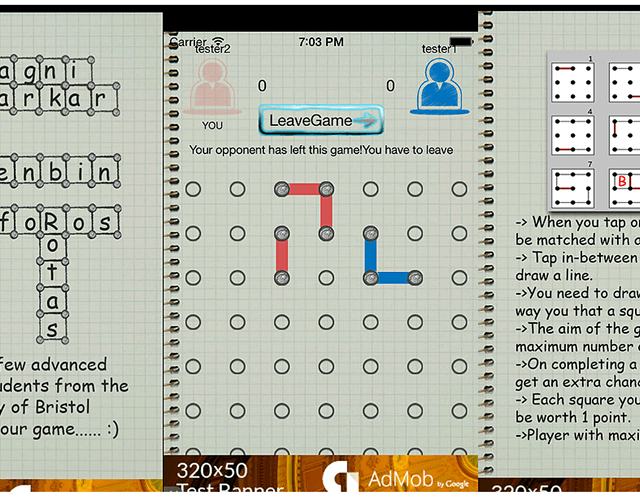 agni
arkar
enbin
foRos
o
t
a
s
few advanced
udents from the
y of Bristol
our game...... :)
Carrier 7:03 PM
tester2 tester1
0 0
YOU
LeaveGame
Your opponent has left this game!You have to leave
320x50
Test Banner
AdMob by Google
1
4
7
B
-> When you tap on
be matched with a
-> Tap in-between
draw a line.
->You need to draw
way you that a squ
->The aim of the g
maximum number o
->On completing a
get an extra chanc
-> Each square you
be worth 1 point.
->Player with maxi
320x50